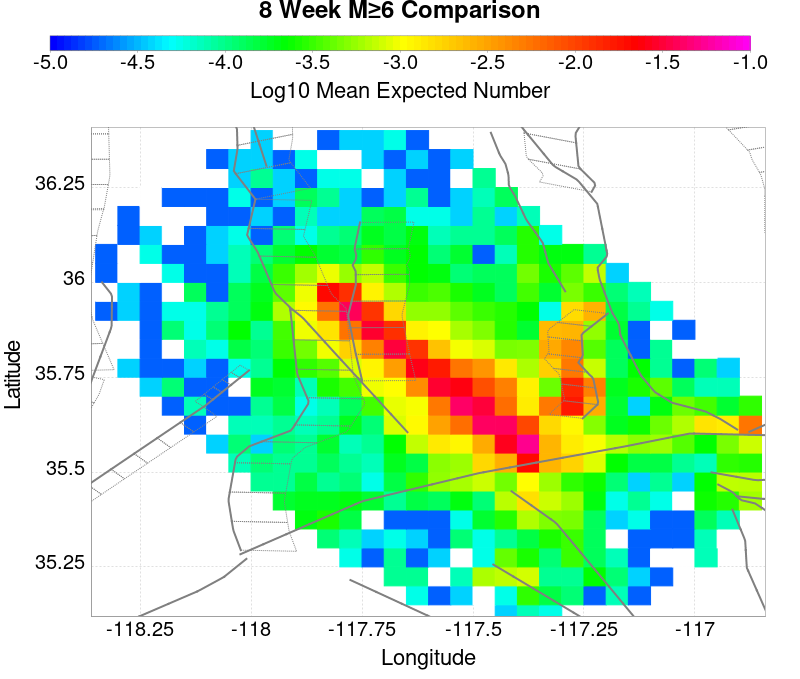 8 Week M≥6 Comparison
-5.0 -4.5 -4.0 -3.5 -3.0 -2.5 -2.0 -1.5 -1.0
Log10 Mean Expected Number
36.25
36
35.75
35.5
35.25
Latitude
-118.25 -118 -117.75 -117.5 -117.25 -117
Longitude